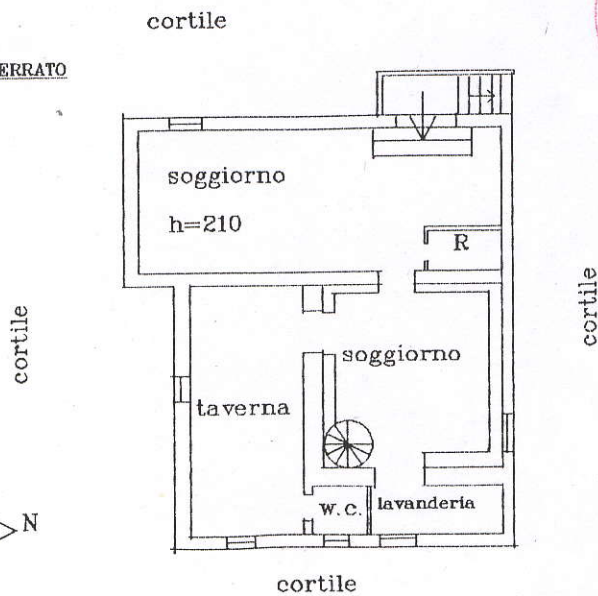 cortile
ERRATO
soggiorno
h=210
R
cortile
cortile
soggiorno
taverna
N
w.c.
lavanderia
cortile